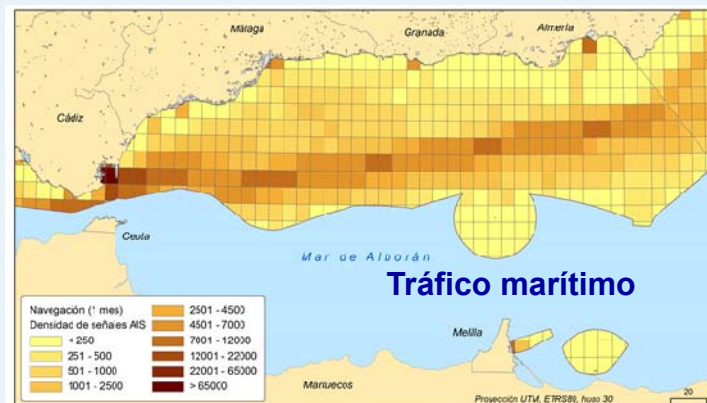 Málaga
Granada
Almería
Cádiz
Ceuta
Mar de Alborán
Tráfico marítimo
Navegación (1 mes)
Densidad de señales AIS
< 250
251 - 500
501 - 1000
1001 - 2500
2501 - 4500
4501 - 7000
7001 - 12000
12001 - 22000
22001 - 65000
> 65000
Melilla
Marruecos
Proyección UTM, ETRS89, huso 30
20